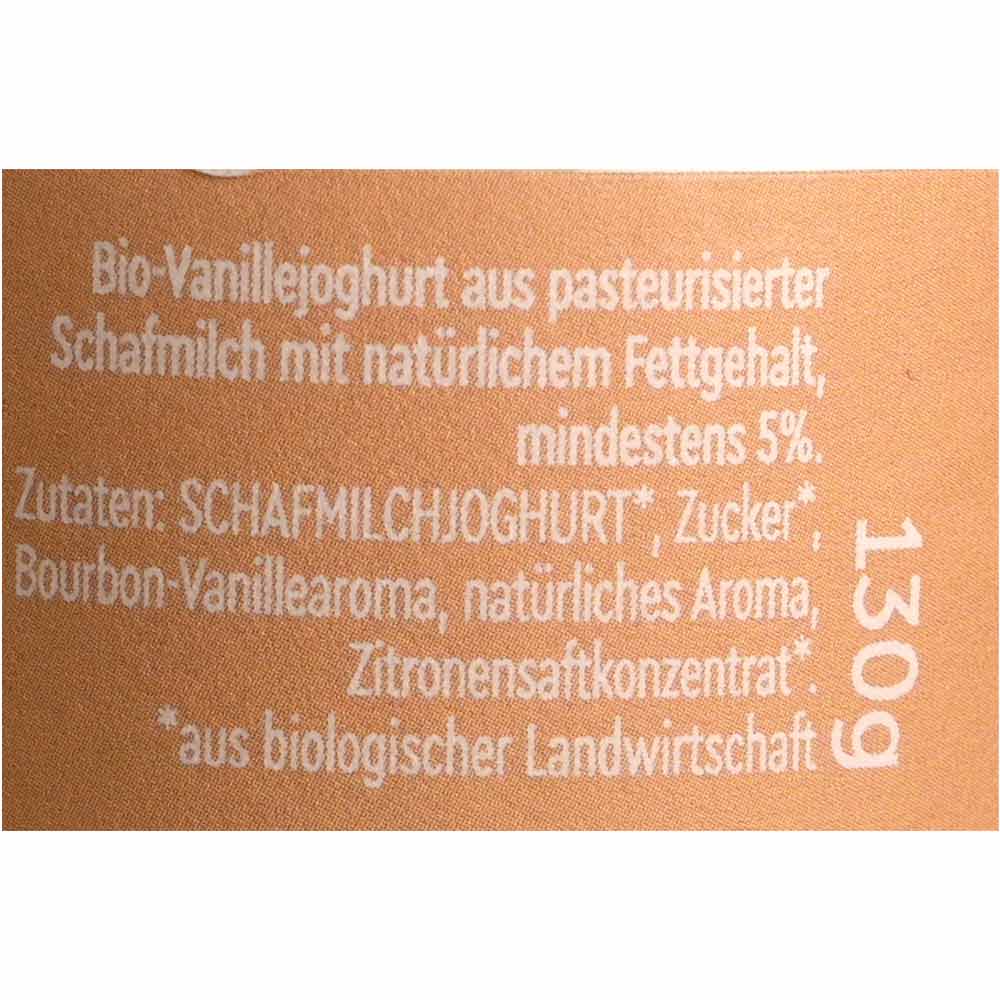 Bio-Vanillejoghurt aus pasteurisierter
Schafmilch mit natürlichem Fettgehalt,
mindestens 5%.
Zutaten: SCHAFMILCHJOGHURT*, Zucker*,
Bourbon-Vanillearoma, natürliches Aroma,
Zitronensaftkonzentrat*.
*aus biologischer Landwirtschaft
130g